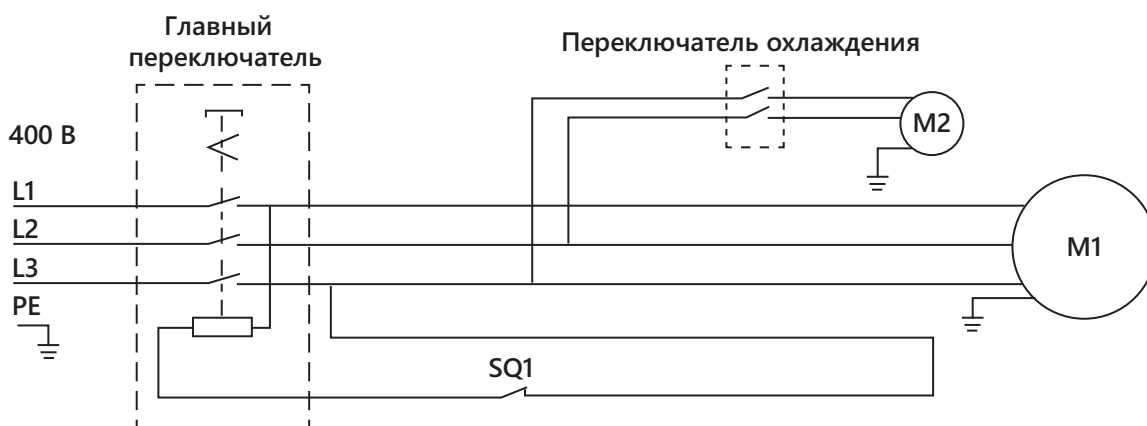 Главный
переключатель
Переключатель охлаждения
400 В
M2
L1
L2
M1
L3
PE
SQ1